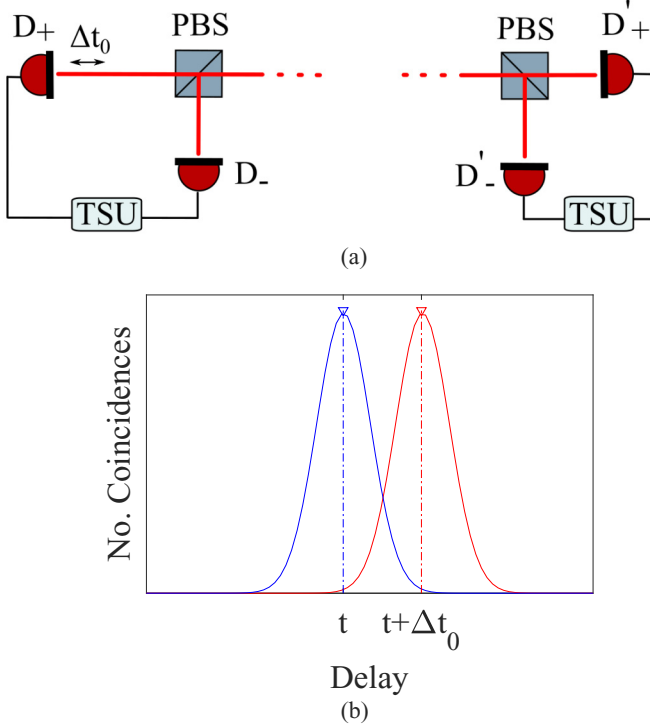 D+ Δt₀ PBS PBS D'+
D- D'-
TSU TSU
(a)
No. Coincidences
t t+Δt₀
Delay
(b)